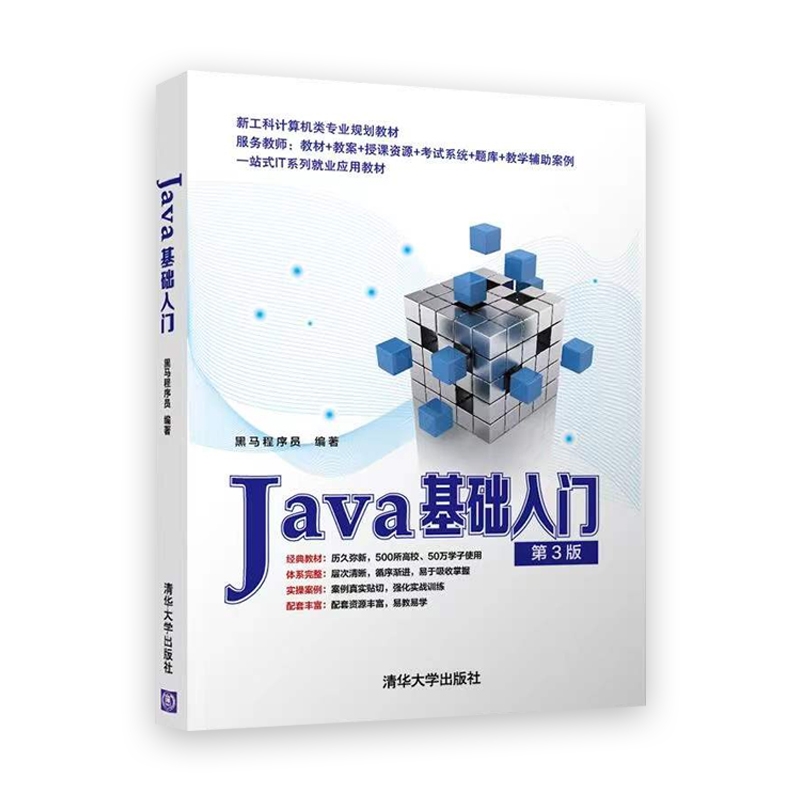 新工科计算机类专业规划教材
服务教师：教材+教案+授课资源+考试系统+题库+教学辅助案例
一站式IT系列就业应用教材
黑马程序员 编著
Java基础入门
第3版
经典教材：历久弥新，500所高校、50万学子使用
体系完整：层次清晰，循序渐进，易于吸收掌握
实操案例：案例真实贴切，强化实战训练
配套丰富：配套资源丰富，易教易学
清华大学出版社
Java基础入门
黑马程序员 编著
清华大学出版社